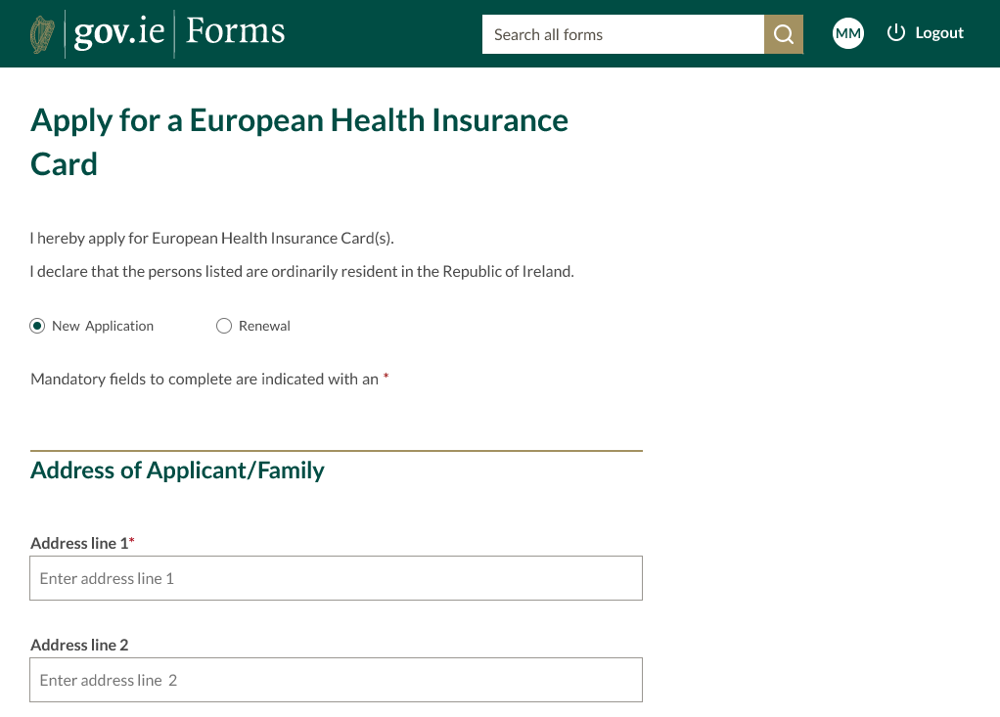 gov.ie Forms
Search all forms
MM
Logout
Apply for a European Health Insurance
Card
I hereby apply for European Health Insurance Card(s).
I declare that the persons listed are ordinarily resident in the Republic of Ireland.
New Application
Renewal
Mandatory fields to complete are indicated with an *
Address of Applicant/Family
Address line 1*
Enter address line 1
Address line 2
Enter address line 2